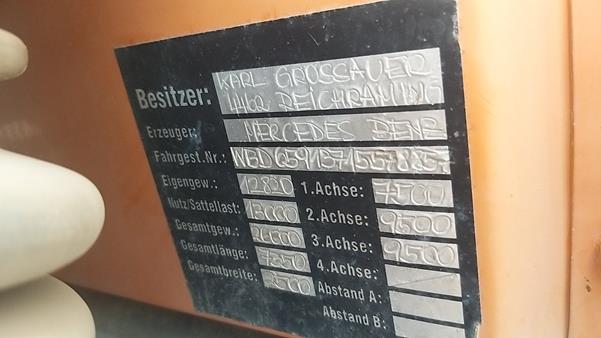 Besitzer: KARL GROSSAUER
4462 REICHRAMING
Erzeuger: MERCEDES BENZ
Fahrgest.Nr.:
Eigengew.: 12820 1.Achse: 7500
Nutz/Sattellast: 13000 2.Achse: 9500
Gesamtgew.: 26000 3.Achse: 9500
Gesamtlänge: 4.Achse:
Gesamtbreite: 2500 Abstand A:
Abstand B: